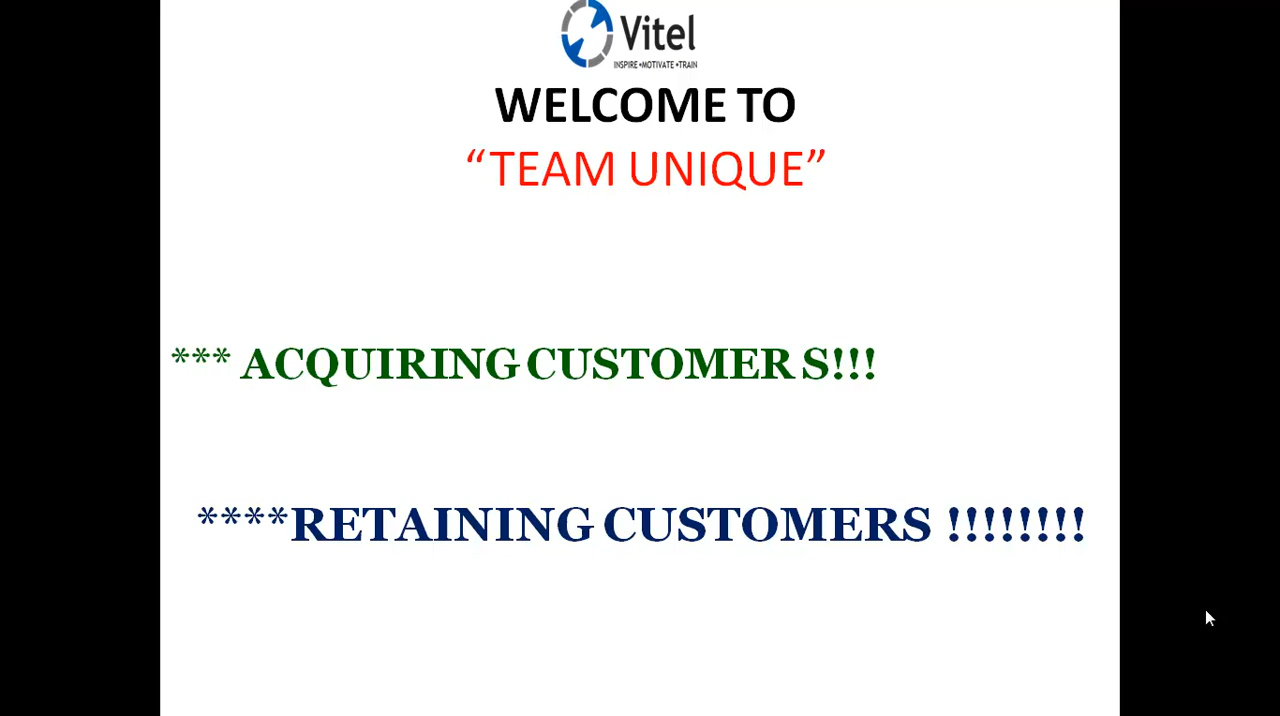 Vitel
INSPIRE •MOTIVATE •TRAIN
WELCOME TO
“TEAM UNIQUE”
*** ACQUIRING CUSTOMER S!!!
****RETAINING CUSTOMERS !!!!!!!!!